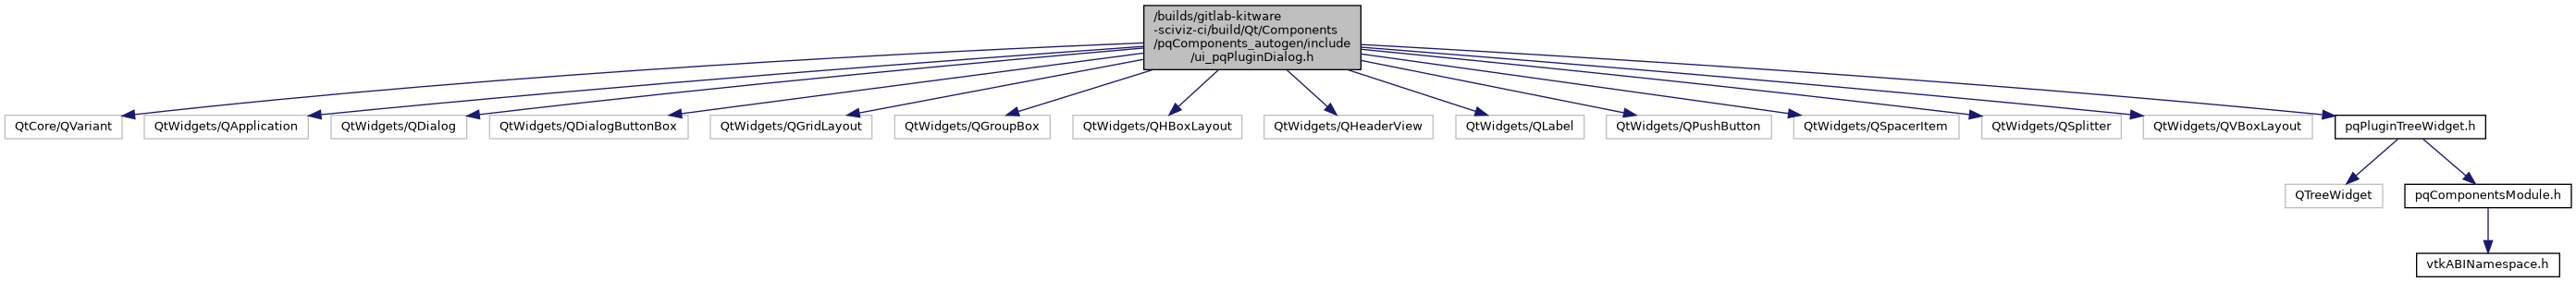 /builds/gitlab-kitware
-sciviz-ci/build/Qt/Components
/pqComponents_autogen/include
/ui_pqPluginDialog.h
QtCore/QVariant
QtWidgets/QApplication
QtWidgets/QDialog
QtWidgets/QDialogButtonBox
QtWidgets/QGridLayout
QtWidgets/QGroupBox
QtWidgets/QHBoxLayout
QtWidgets/QHeaderView
QtWidgets/QLabel
QtWidgets/QPushButton
QtWidgets/QSpacerItem
QtWidgets/QSplitter
QtWidgets/QVBoxLayout
pqPluginTreeWidget.h
QTreeWidget
pqComponentsModule.h
vtkABINamespace.h